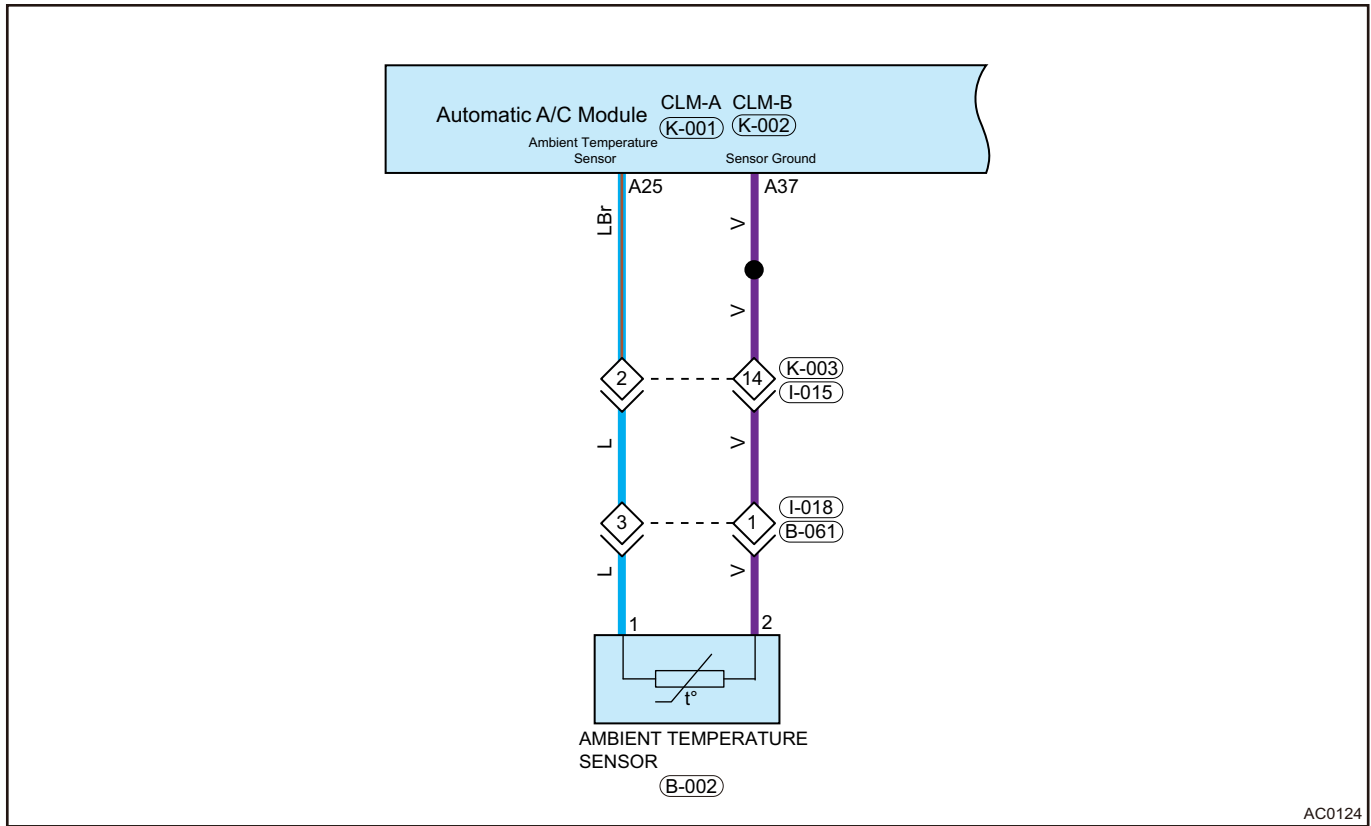 Automatic A/C Module
CLM-A CLM-B
K-001 K-002
Ambient Temperature
Sensor
Sensor Ground
A25 A37
LBr V
V
2 14 K-003
I-015
L V
3 1 I-018
B-061
L V
1 2
t°
AMBIENT TEMPERATURE
SENSOR
B-002
AC0124